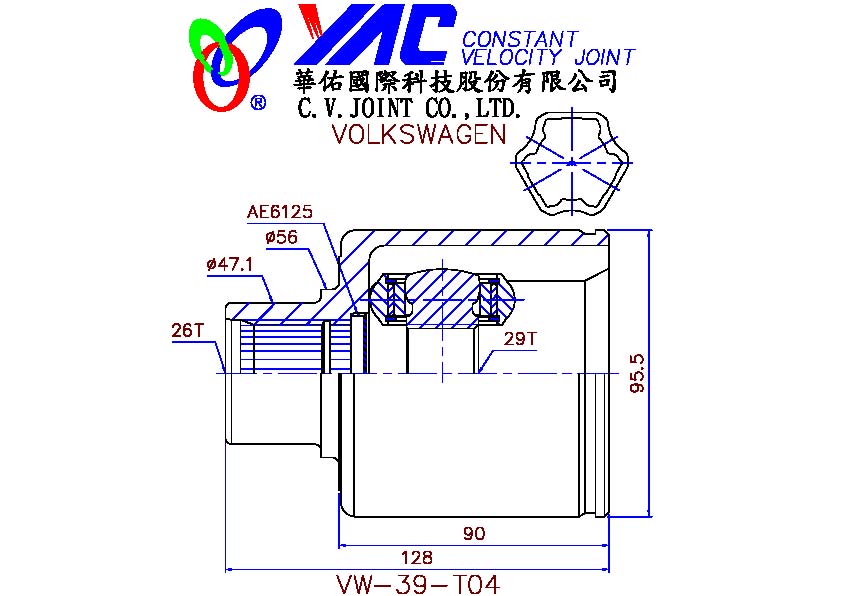 YAC CONSTANT
VELOCITY JOINT
華佑國際科技股份有限公司
®
C.V.JOINT CO.,LTD.
VOLKSWAGEN
AE6125
ø56
ø47.1
26T
29T
95.5
90
128
VW-39-T04